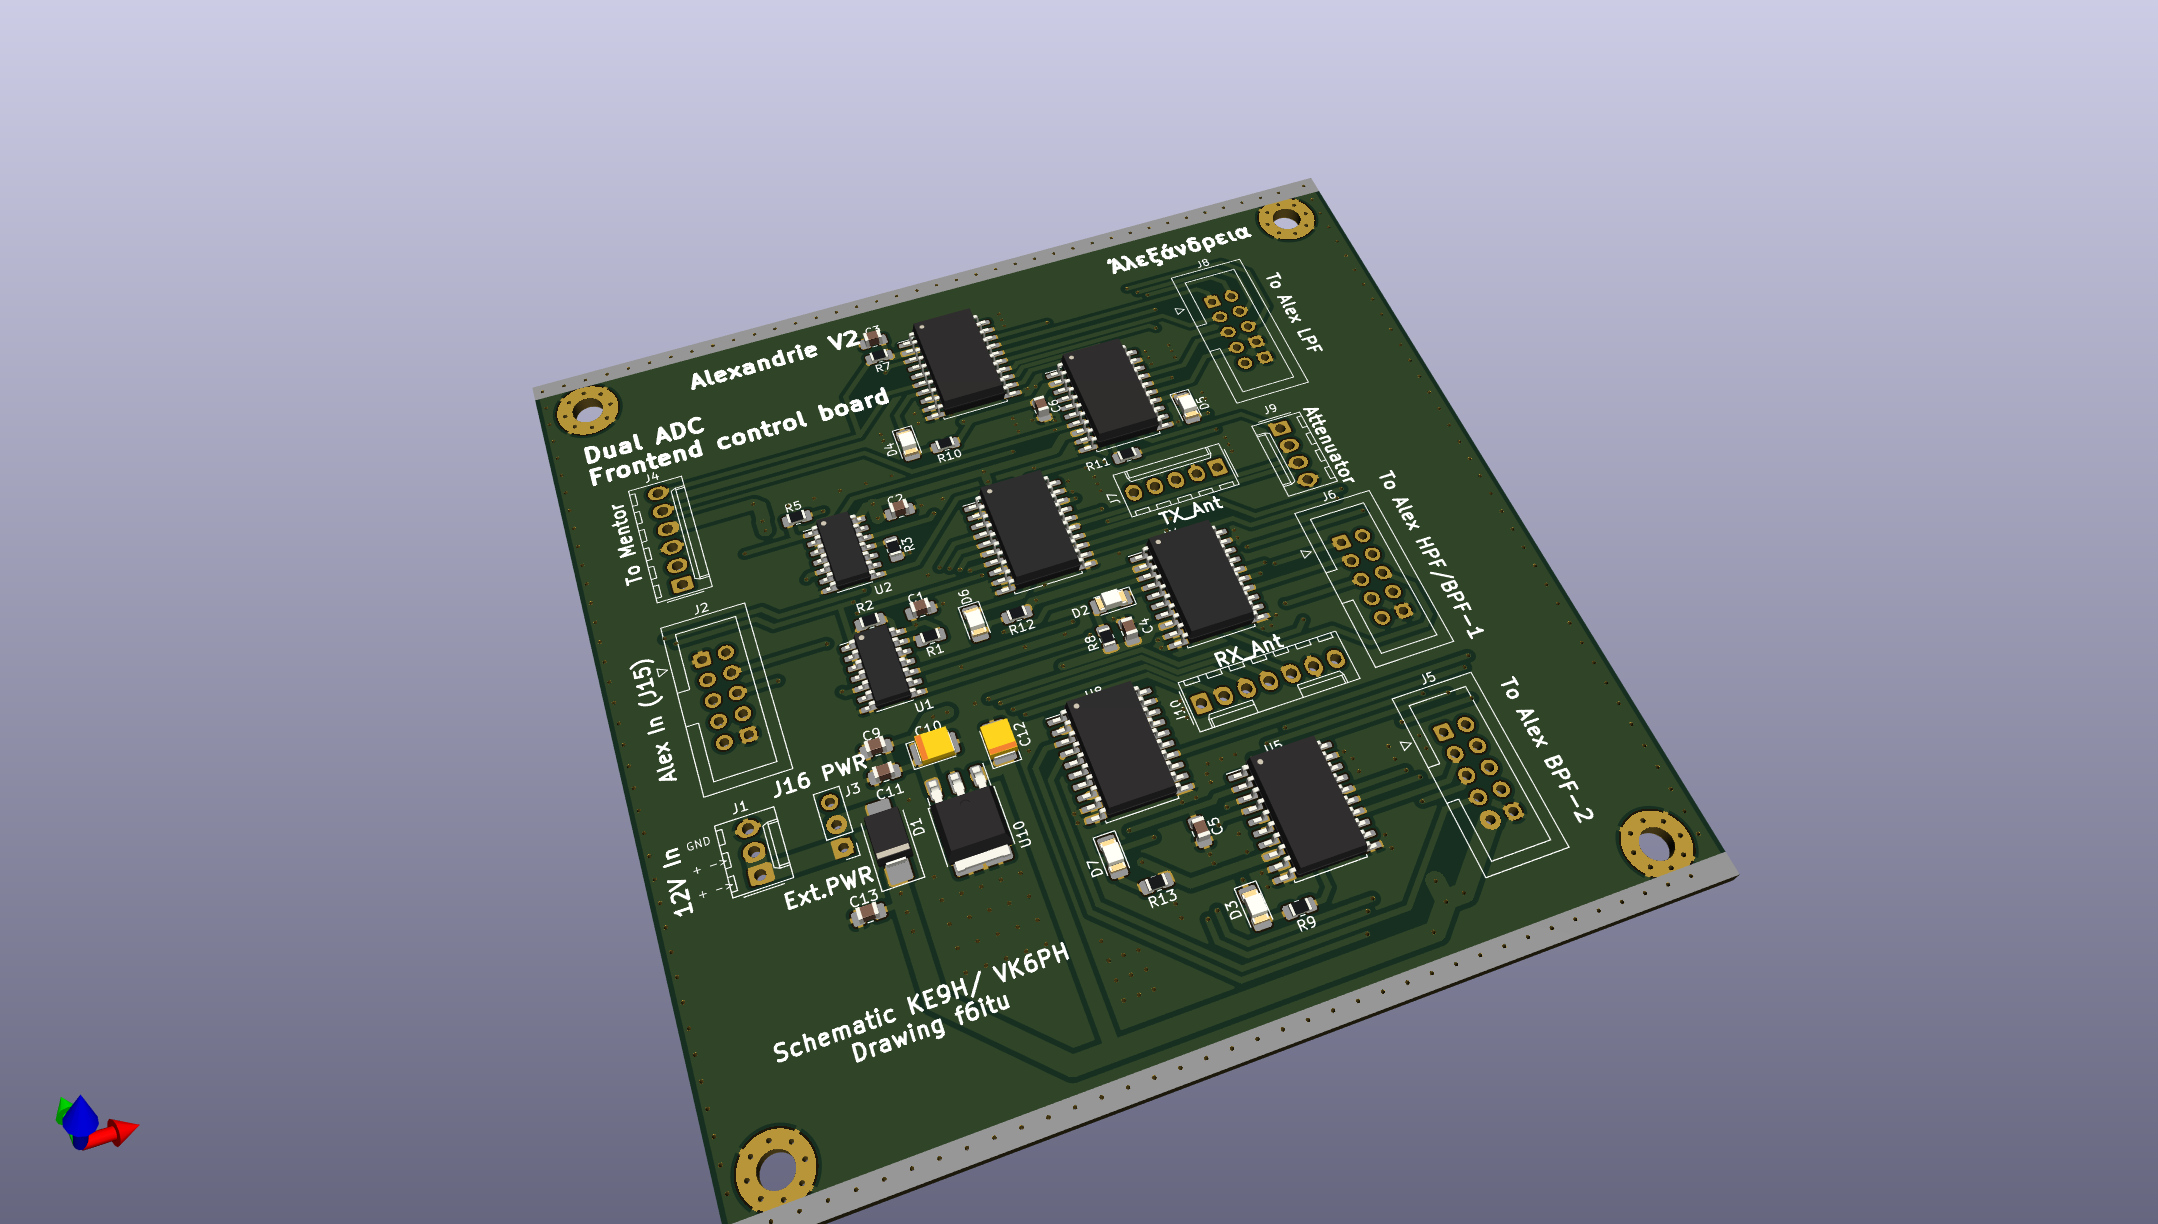 Ἀλεξάνδρεια
J8
To Alex LPF
Alexandrie V2
C3
R7
Dual ADC
Frontend control board
D4
R10
C6
D5
R11
J9
Attenuator
J7
TX_Ant
J4
To Mentor
R5
C2
R3
U2
J6
To Alex HPF/BPF-1
J2
Alex In (J15)
R2
C1
R1
U1
D6
R12
D2
R8
C4
RX_Ant
J10
J5
To Alex BPF-2
C9
C10
C12
J16 PWR
C11
J3
D1
U10
J1
GND
+
+
12V In
Ext.PWR
C13
U5
C5
D7
R13
D3
R9
Schematic KE9H/ VK6PH
Drawing f6itu